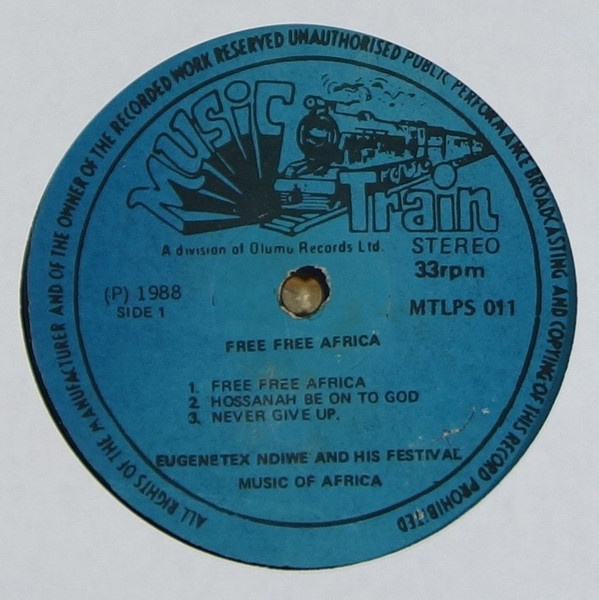 ALL RIGHTS OF THE MANUFACTURER AND OF THE OWNER OF THE RECORDED WORK RESERVED UNAUTHORISED PUBLIC PERFORMANCE BROADCASTING AND COPYING OF THIS RECORD PROHIBITED
MUSIC
Train
A division of Olumo Records Ltd.
STEREO
33rpm
(P) 1988
SIDE 1
MTLPS 011
FREE FREE AFRICA
1. FREE FREE AFRICA
2. HOSSANAH BE ON TO GOD
3. NEVER GIVE UP.
EUGENETEX NDIWE AND HIS FESTIVAL
MUSIC OF AFRICA